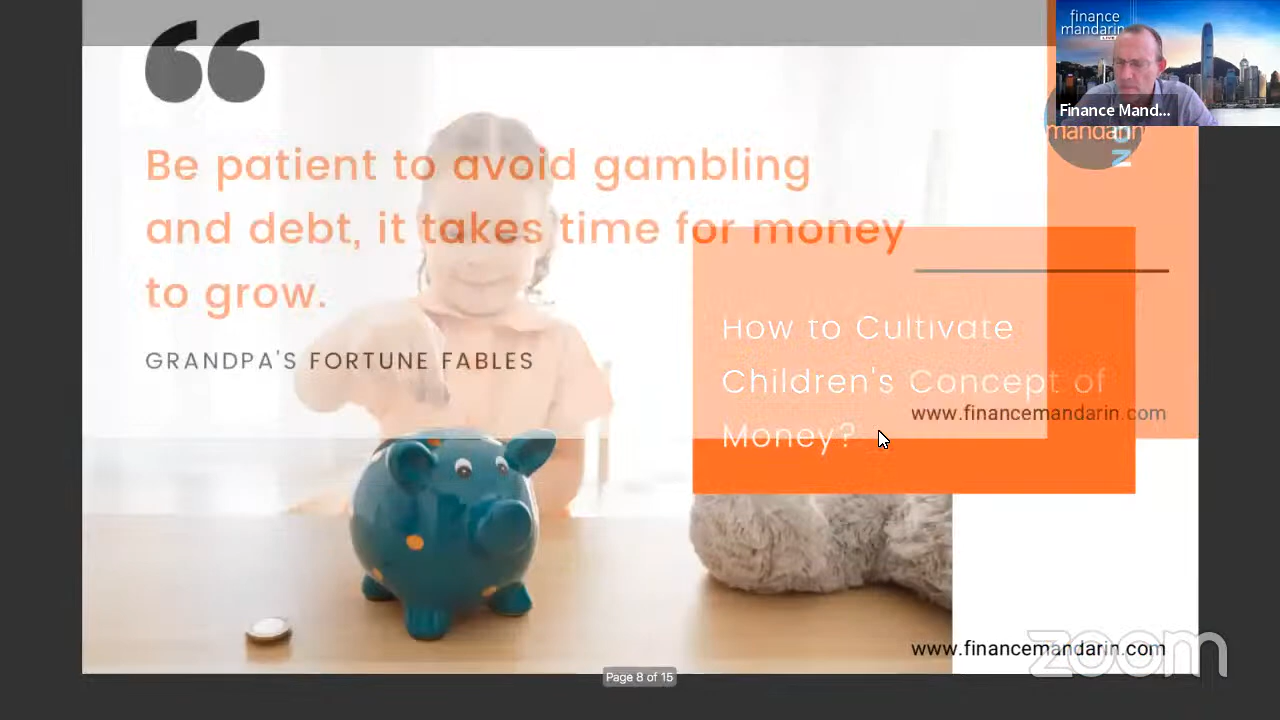 Be patient to avoid gambling
and debt, it takes time for money
to grow.
GRANDPA'S FORTUNE FABLES
How to Cultivate
Children's Concept of
Money?
www.financemandarin.com
www.financemandarin.com
finance
mandarin
LIVE
Finance Mand...
mandarin
Page 8 of 15
zoom